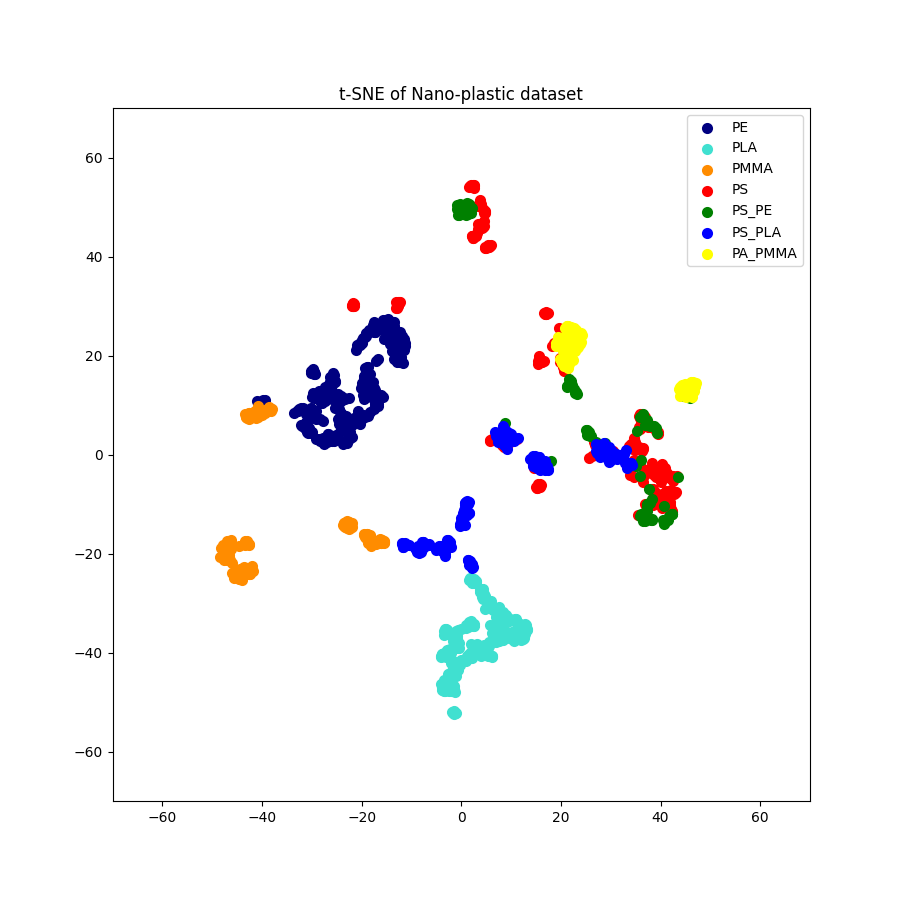 t-SNE of Nano-plastic dataset
PE
PLA
PMMA
PS
PS_PE
PS_PLA
PA_PMMA
60
40
20
0
−20
−40
−60
−60 −40 −20 0 20 40 60